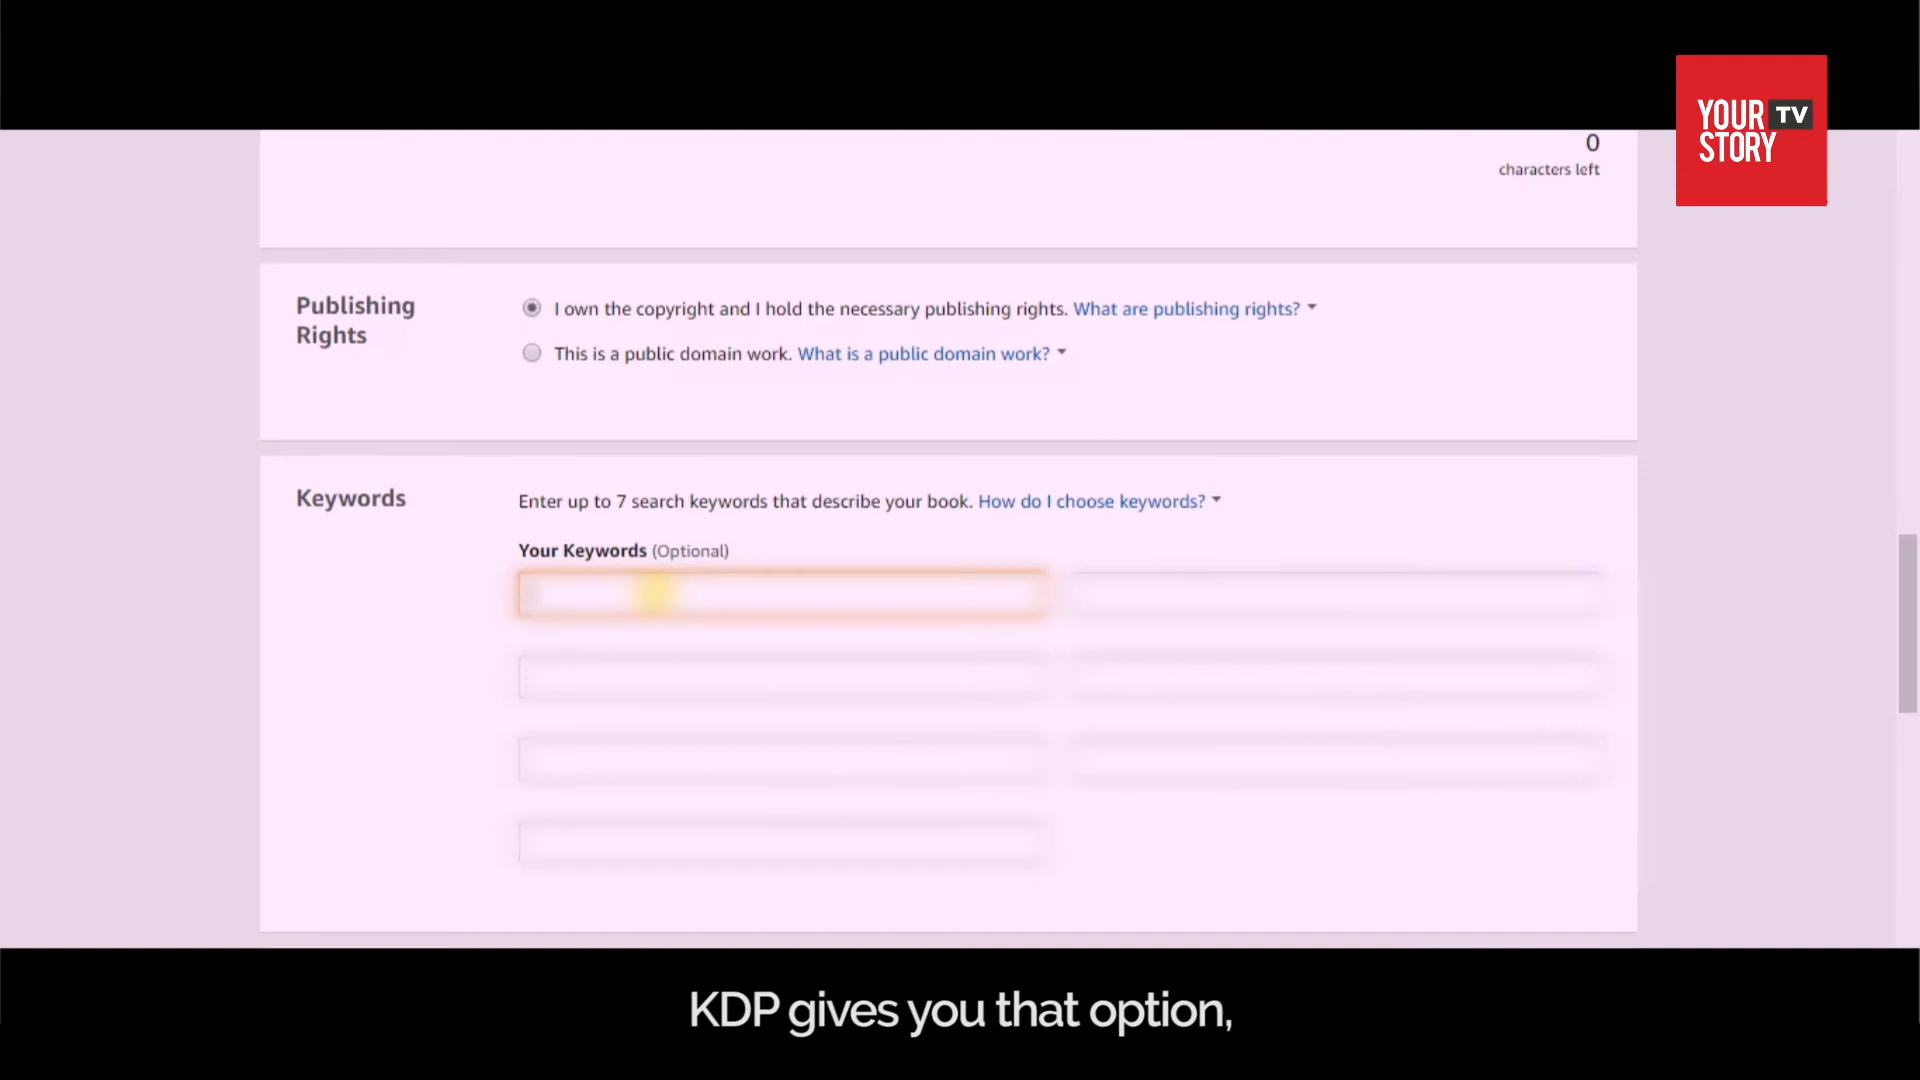 YOUR TV
STORY
0
characters left
Publishing
Rights
I own the copyright and I hold the necessary publishing rights. What are publishing rights?
This is a public domain work. What is a public domain work?
Keywords
Enter up to 7 search keywords that describe your book. How do I choose keywords?
Your Keywords (Optional)
KDP gives you that option,